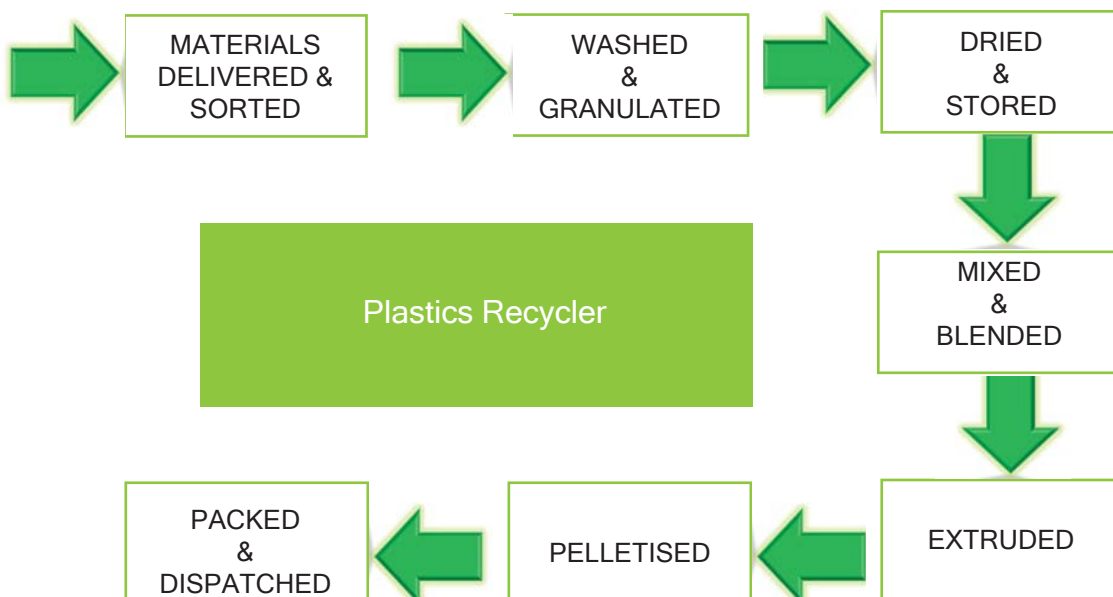 MATERIALS
DELIVERED &
SORTED
WASHED
&
GRANULATED
DRIED
&
STORED
Plastics Recycler
MIXED
&
BLENDED
EXTRUDED
PELLETISED
PACKED
&
DISPATCHED